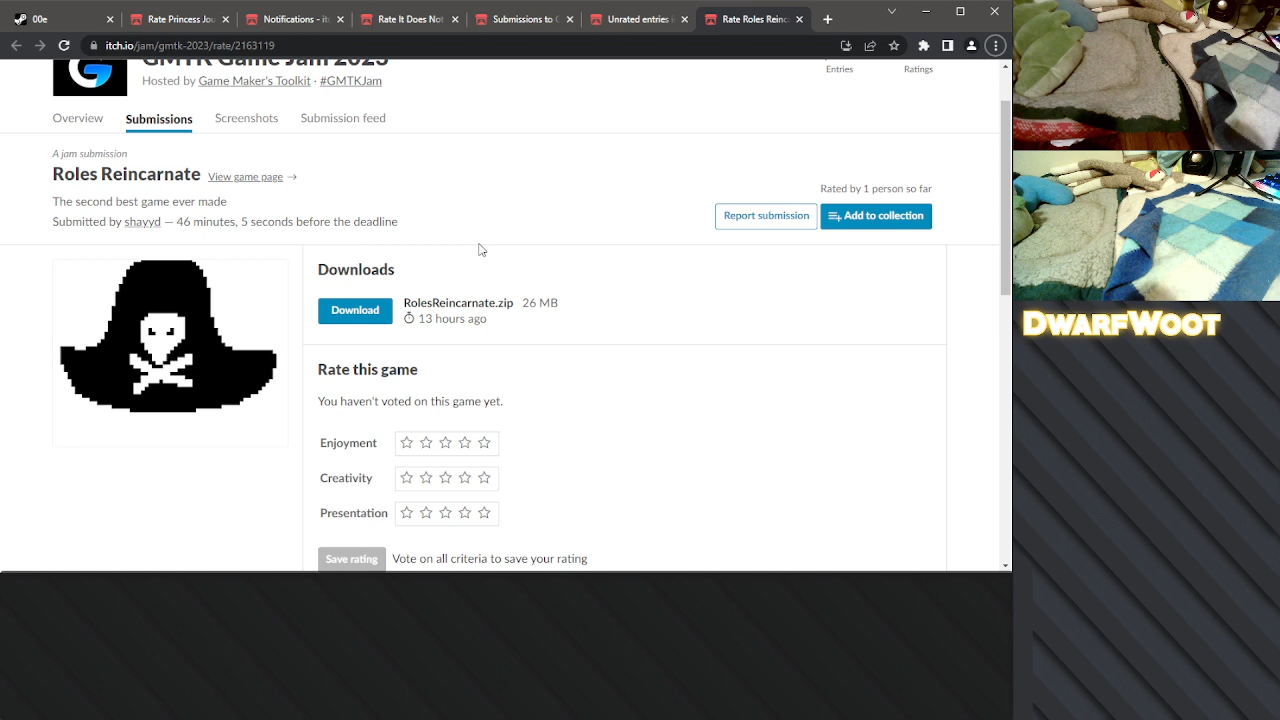 00e
Rate Princess Jou
Notifications - itc
Rate It Does Not
Submissions to G
Unrated entries i
Rate Roles Reinc
itch.io/jam/gmtk-2023/rate/2163119
GMTK Game Jam 2023
Hosted by Game Maker's Toolkit · #GMTKJam
Entries
Ratings
Overview
Submissions
Screenshots
Submission feed
A jam submission
Roles Reincarnate View game page →
The second best game ever made
Submitted by shayyd — 46 minutes, 5 seconds before the deadline
Rated by 1 person so far
Report submission
Add to collection
Downloads
Download
RolesReincarnate.zip 26 MB
13 hours ago
Rate this game
You haven't voted on this game yet.
Enjoyment
Creativity
Presentation
Save rating
Vote on all criteria to save your rating
DwarfWoot